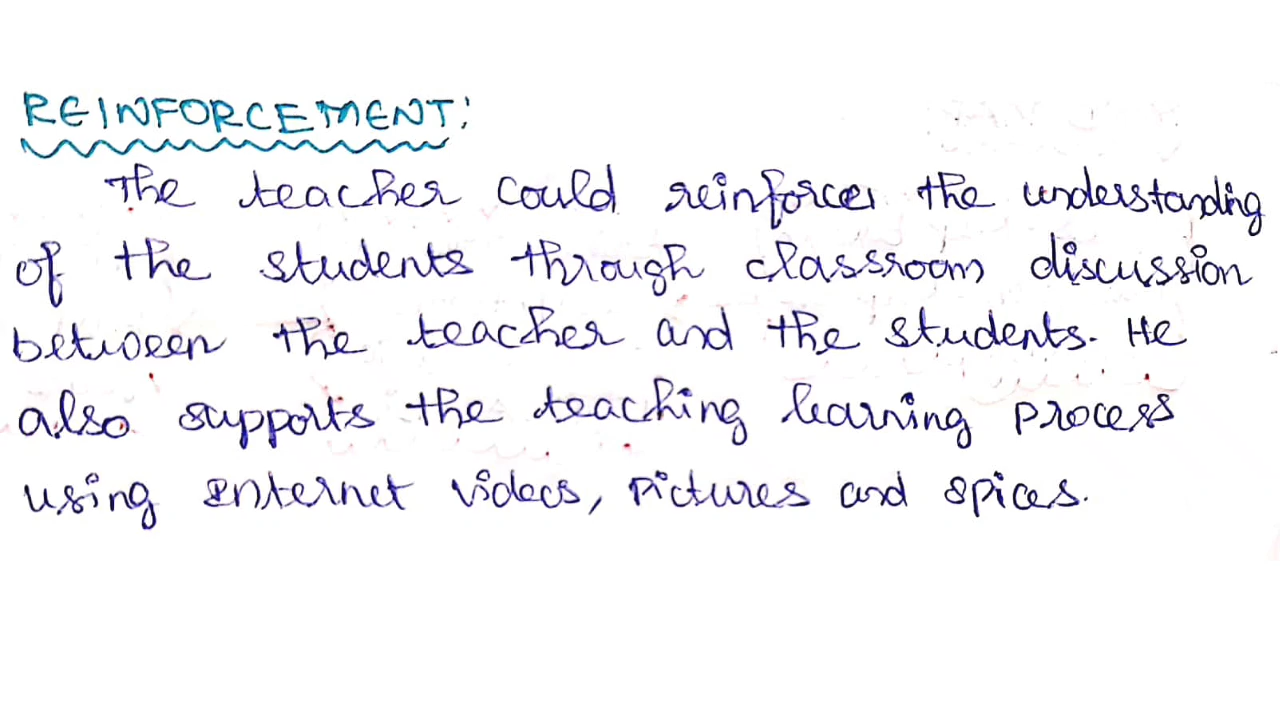 REINFORCEMENT:
The teacher could reinforce the understanding
of the students through classroom discussion
between the teacher and the students. He
also supports the teaching learning process
using Internet videos, pictures and spices.